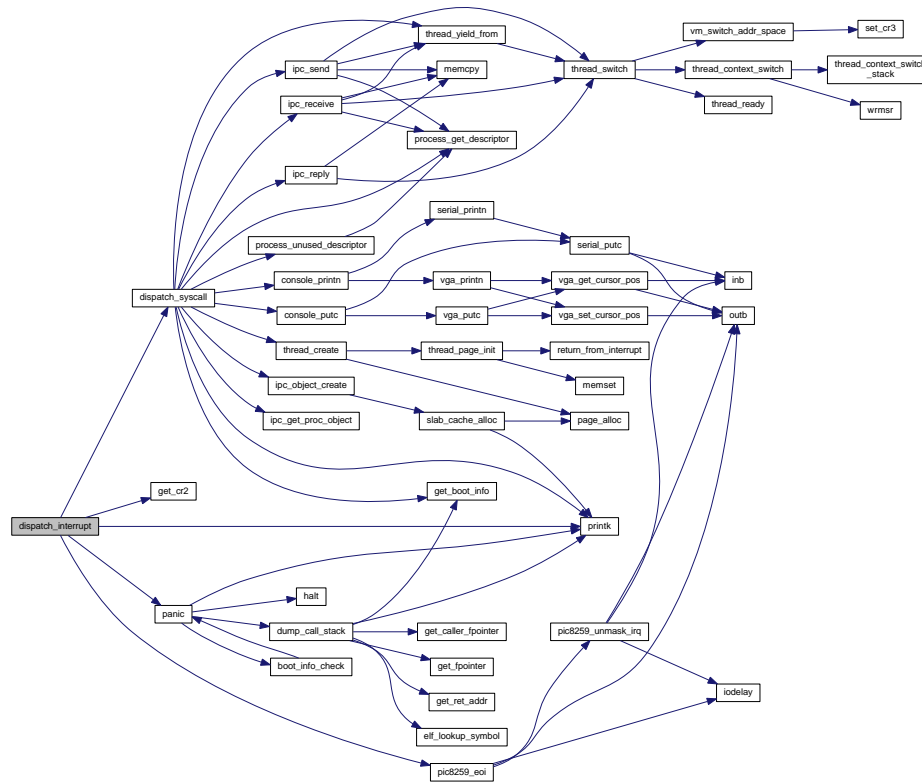 thread_yield_from
vm_switch_addr_space
set_cr3
ipc_send
memcpy
thread_switch
thread_context_switch
thread_context_switch
_stack
ipc_receive
thread_ready
wrmsr
process_get_descriptor
ipc_reply
serial_printn
process_unused_descriptor
serial_putc
console_printn
vga_printn
vga_get_cursor_pos
inb
dispatch_syscall
console_putc
vga_putc
vga_set_cursor_pos
outb
thread_create
thread_page_init
return_from_interrupt
ipc_object_create
memset
ipc_get_proc_object
slab_cache_alloc
page_alloc
get_cr2
get_boot_info
dispatch_interrupt
printk
halt
panic
dump_call_stack
get_caller_fpointer
pic8259_unmask_irq
boot_info_check
get_fpointer
get_ret_addr
iodelay
elf_lookup_symbol
pic8259_eoi